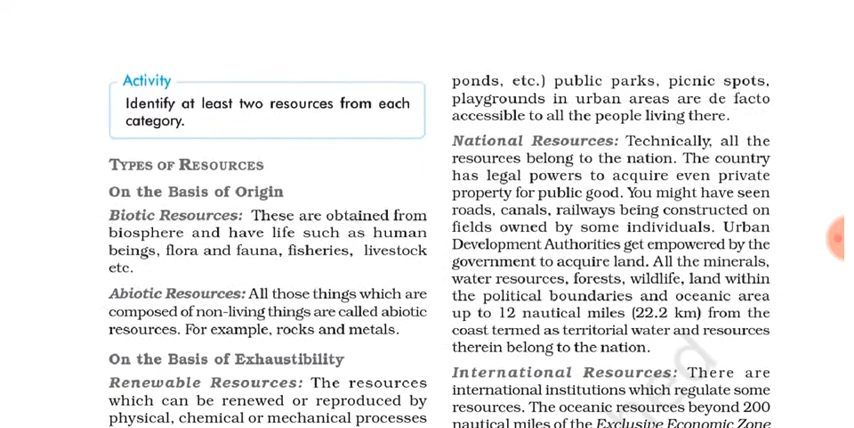 Activity
Identify at least two resources from each
category.
TYPES OF RESOURCES
On the Basis of Origin
Biotic Resources: These are obtained from
biosphere and have life such as human
beings, flora and fauna, fisheries, livestock
etc.
Abiotic Resources: All those things which are
composed of non-living things are called abiotic
resources. For example, rocks and metals.
On the Basis of Exhaustibility
Renewable Resources: The resources
which can be renewed or reproduced by
physical, chemical or mechanical processes
ponds, etc.) public parks, picnic spots,
playgrounds in urban areas are de facto
accessible to all the people living there.
National Resources: Technically, all the
resources belong to the nation. The country
has legal powers to acquire even private
property for public good. You might have seen
roads, canals, railways being constructed on
fields owned by some individuals. Urban
Development Authorities get empowered by the
government to acquire land. All the minerals,
water resources, forests, wildlife, land within
the political boundaries and oceanic area
up to 12 nautical miles (22.2 km) from the
coast termed as territorial water and resources
therein belong to the nation.
International Resources: There are
international institutions which regulate some
resources. The oceanic resources beyond 200
nautical miles of the Exclusive Economic Zone